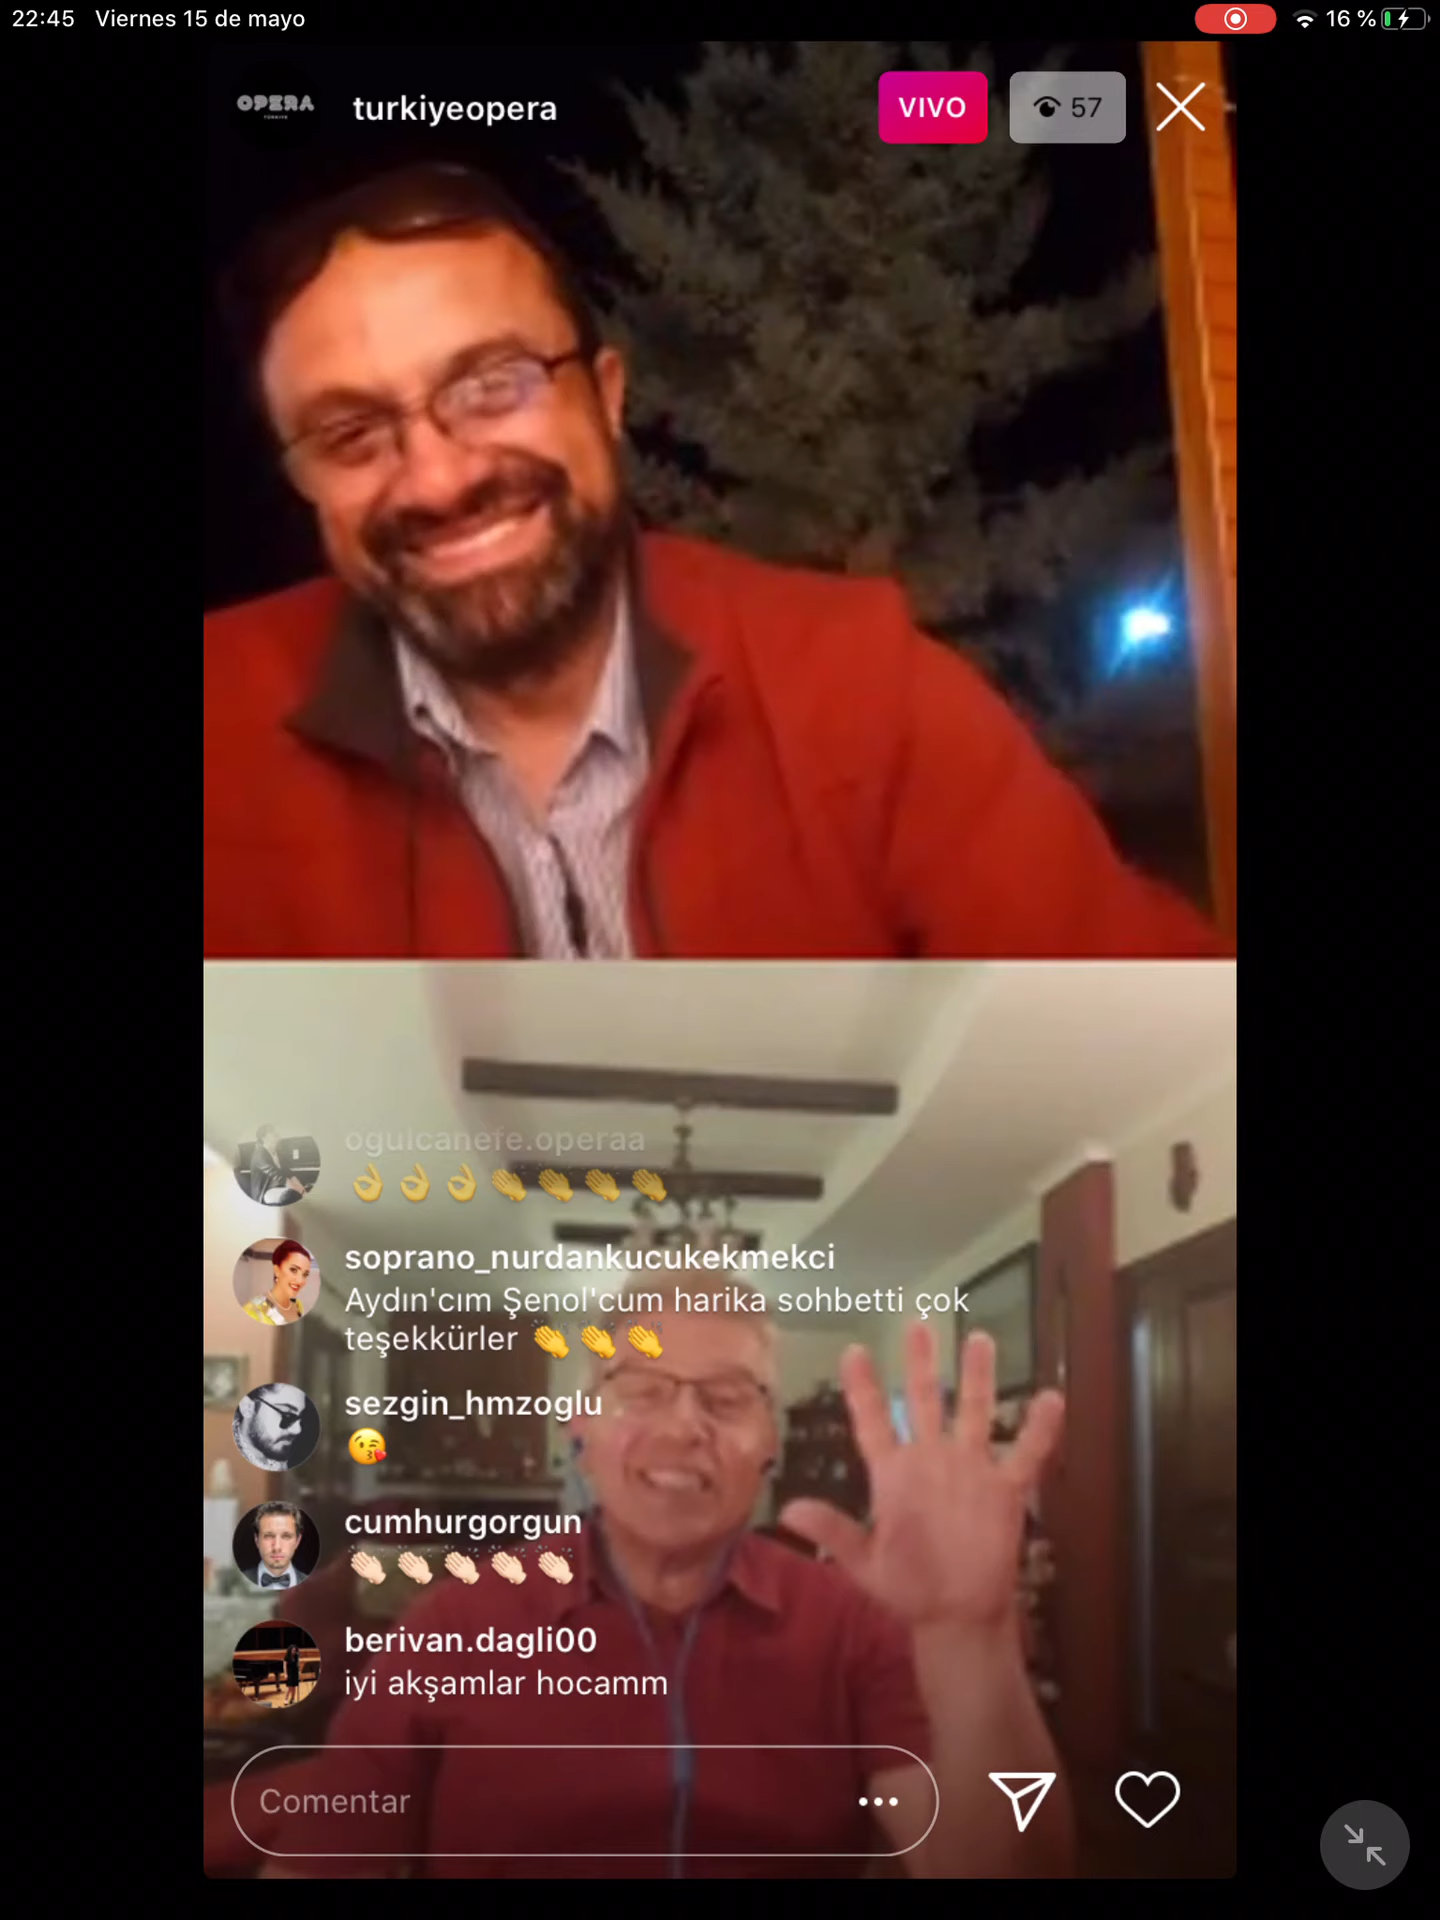 22:45 Viernes 15 de mayo
16 %
OPERA
turkiyeopera
VIVO
57
ogulcanefe.operaa
👌👌👌👏👏👏👏
soprano_nurdankucukekmekci
Aydın'cım Şenol'cum harika sohbetti çok
teşekkürler 👏👏👏
sezgin_hmzoglu
😘
cumhurgorgun
👏🏻👏🏻👏🏻👏🏻👏🏻
berivan.dagli00
iyi akşamlar hocamm
Comentar